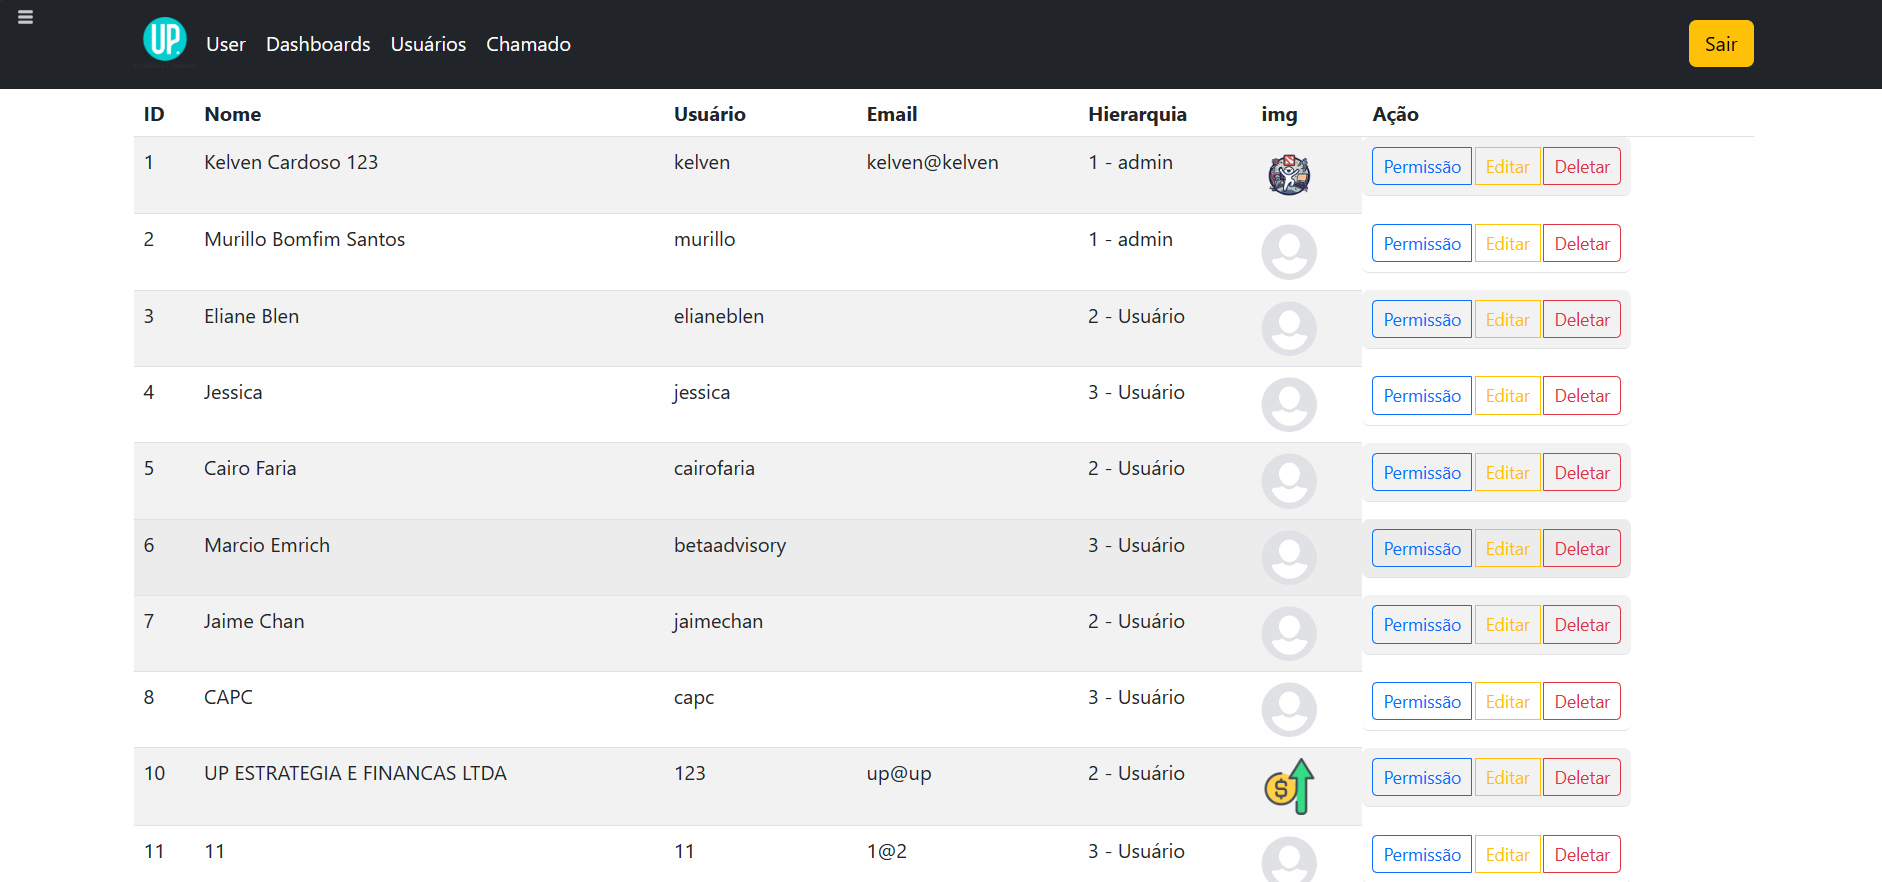 UP. User Dashboards Usuários Chamado Sair
ID Nome Usuário Email Hierarquia img Ação
1 Kelven Cardoso 123 kelven kelven@kelven 1 - admin Permissão Editar Deletar
2 Murillo Bomfim Santos murillo 1 - admin Permissão Editar Deletar
3 Eliane Blen elianeblen 2 - Usuário Permissão Editar Deletar
4 Jessica jessica 3 - Usuário Permissão Editar Deletar
5 Cairo Faria cairofaria 2 - Usuário Permissão Editar Deletar
6 Marcio Emrich betaadvisory 3 - Usuário Permissão Editar Deletar
7 Jaime Chan jaimechan 2 - Usuário Permissão Editar Deletar
8 CAPC capc 3 - Usuário Permissão Editar Deletar
10 UP ESTRATEGIA E FINANCAS LTDA 123 up@up 2 - Usuário $ Permissão Editar Deletar
11 11 11 1@2 3 - Usuário Permissão Editar Deletar